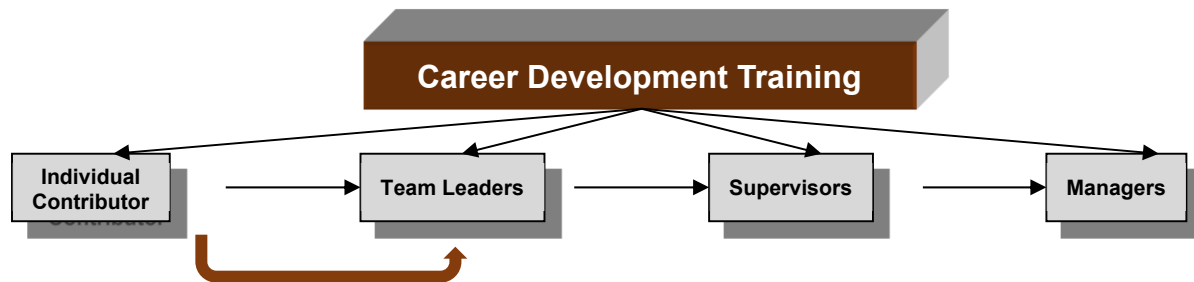 Career Development Training
Individual
Contributor
Team Leaders
Supervisors
Managers